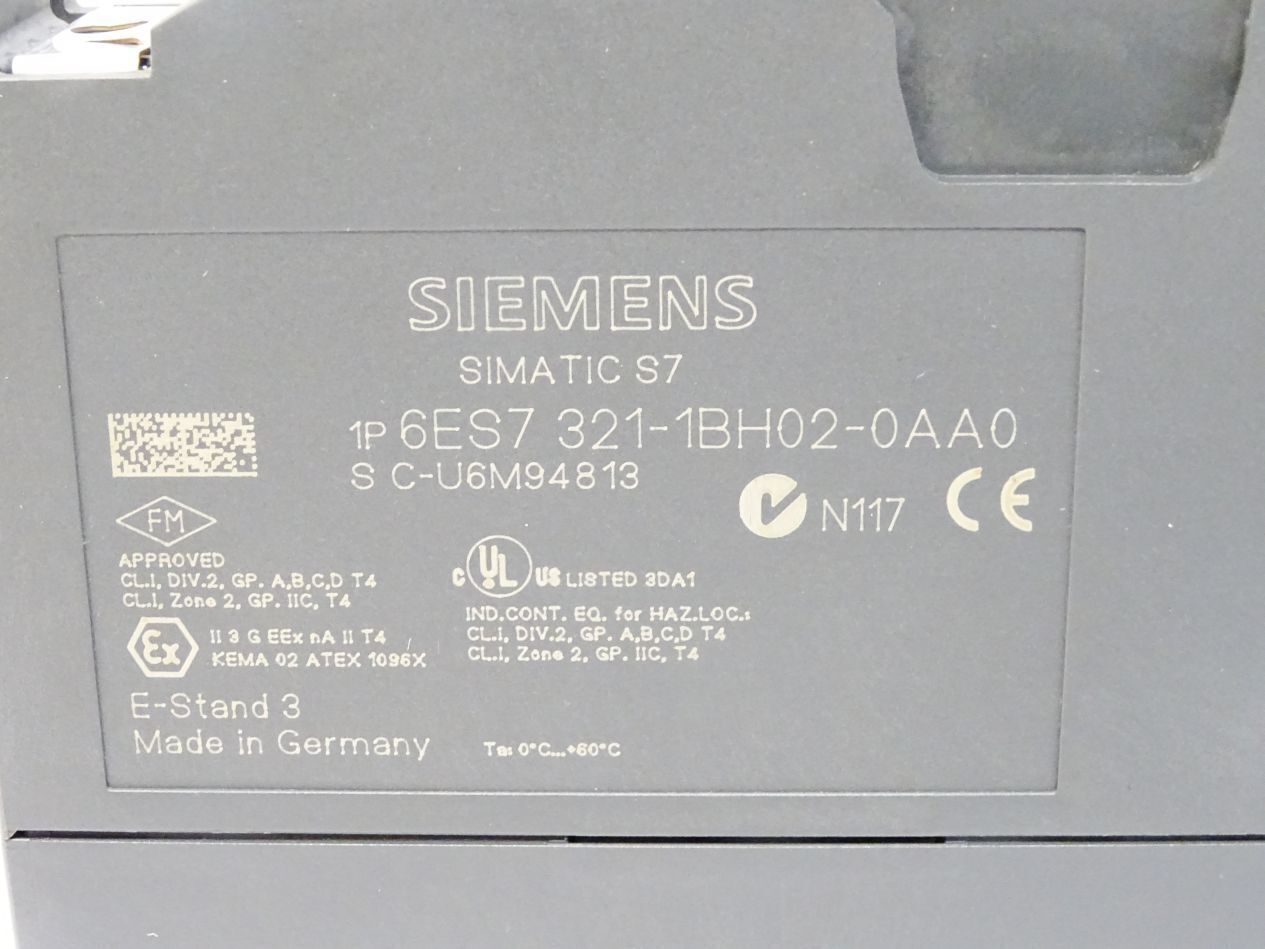 SIEMENS
SIMATIC S7
1P 6ES7 321-1BH02-0AA0
S C-U6M94813
N117 CE
FM
APPROVED
CL.I, DIV.2, GP. A,B,C,D T4
CL.I, Zone 2, GP. IIC, T4
C UL US LISTED 3DA1
IND.CONT. EQ. for HAZ.LOC.:
CL.I, DIV.2, GP. A,B,C,D T4
CL.I, Zone 2, GP. IIC, T4
Ex II 3 G EEx nA II T4
KEMA 02 ATEX 1096X
E-Stand 3
Made in Germany
Ta: 0°C...+60°C